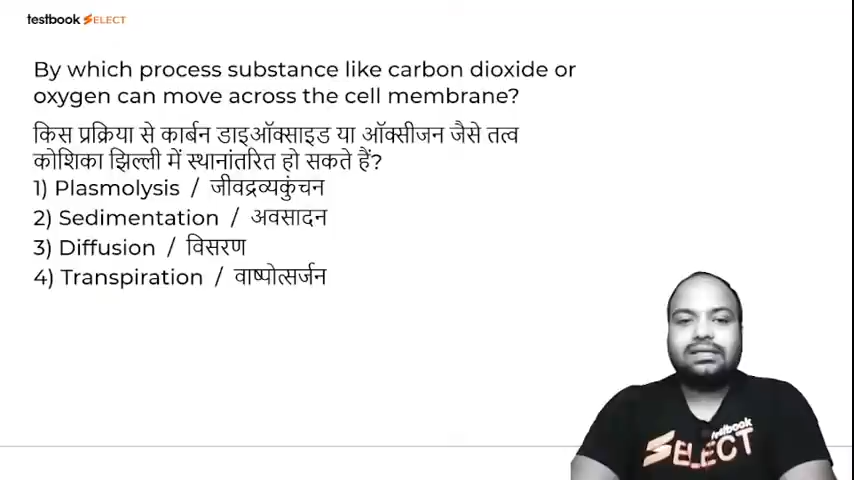 testbook SELECT
By which process substance like carbon dioxide or
oxygen can move across the cell membrane?
किस प्रक्रिया से कार्बन डाइऑक्साइड या ऑक्सीजन जैसे तत्व
कोशिका झिल्ली में स्थानांतरित हो सकते हैं?
1) Plasmolysis / जीवद्रव्यकुंचन
2) Sedimentation / अवसादन
3) Diffusion / विसरण
4) Transpiration / वाष्पोत्सर्जन
testbook
SELECT